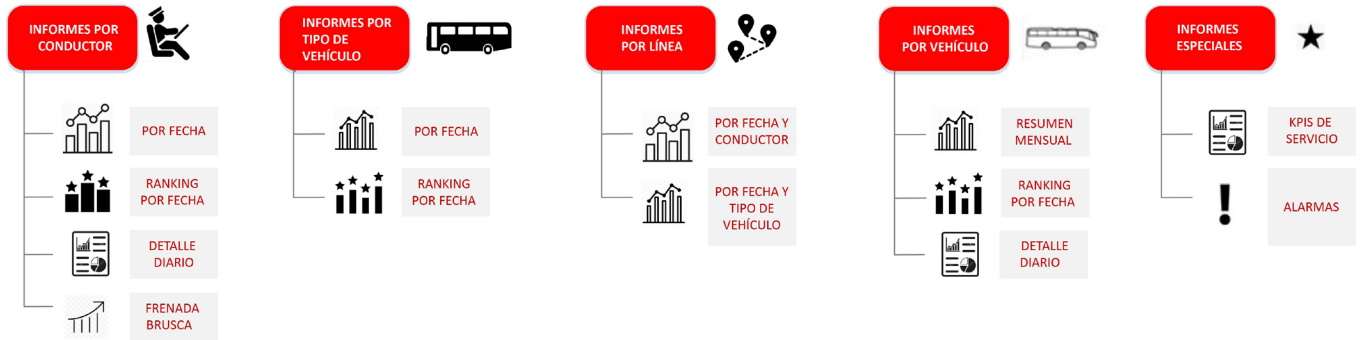 INFORMES POR
CONDUCTOR
POR FECHA
RANKING
POR FECHA
DETALLE
DIARIO
FRENADA
BRUSCA
INFORMES POR
TIPO DE
VEHÍCULO
POR FECHA
RANKING
POR FECHA
INFORMES
POR LÍNEA
POR FECHA Y
CONDUCTOR
POR FECHA Y
TIPO DE
VEHÍCULO
INFORMES
POR VEHÍCULO
RESUMEN
MENSUAL
RANKING
POR FECHA
DETALLE
DIARIO
INFORMES
ESPECIALES
KPIS DE
SERVICIO
ALARMAS